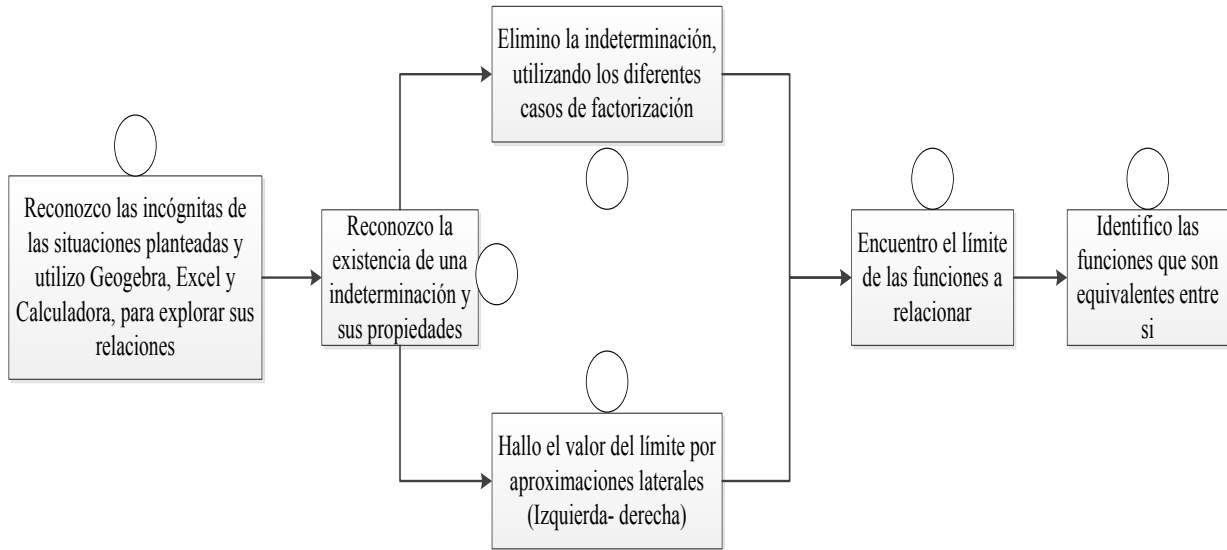 Reconozco las incógnitas de
las situaciones planteadas y
utilizo Geogebra, Excel y
Calculadora, para explorar sus
relaciones
Reconozco la
existencia de una
indeterminación y
sus propiedades
Elimino la indeterminación,
utilizando los diferentes
casos de factorización
Hallo el valor del límite por
aproximaciones laterales
(Izquierda- derecha)
Encuentro el límite
de las funciones a
relacionar
Identifico las
funciones que son
equivalentes entre
si